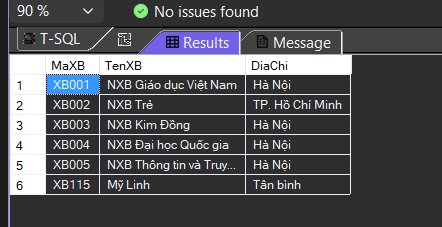 90 % No issues found
T-SQL Results Message
MaXB TenXB DiaChi
1 XB001 NXB Giáo dục Việt Nam Hà Nội
2 XB002 NXB Trẻ TP. Hồ Chí Minh
3 XB003 NXB Kim Đồng Hà Nội
4 XB004 NXB Đại học Quốc gia Hà Nội
5 XB005 NXB Thông tin và Truy... Hà Nội
6 XB115 Mỹ Linh Tân bình